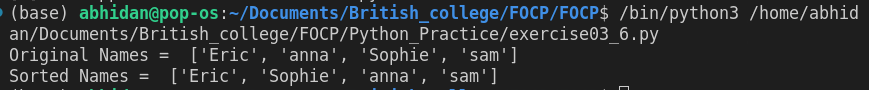 (base) abhidan@pop-os:~/Documents/British_college/FOCP/FOCP$ /bin/python3 /home/abhid
an/Documents/British_college/FOCP/Python_Practice/exercise03_6.py
Original Names =  ['Eric', 'anna', 'Sophie', 'sam']
Sorted Names =  ['Eric', 'Sophie', 'anna', 'sam']